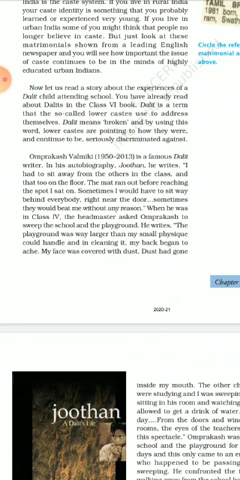 India is the caste system. If you live in rural India
your caste identity is something that you probably
learned or experienced very young. If you live in
urban India some of you might think that people no
longer believe in caste. But just look at these
matrimonials shown from a leading English
newspaper and you will see how important the issue
of caste continues to be in the minds of highly
educated urban Indians.
TAMIL BR
1981 Born,
ram, Swath
Circle the refe
matrimonial a
above.
Now let us read a story about the experiences of a
Dalit child attending school. You have already read
about Dalits in the Class VI book. Dalit is a term
that the so-called lower castes use to address
themselves. Dalit means 'broken' and by using this
word, lower castes are pointing to how they were,
and continue to be, seriously discriminated against.
Omprakash Valmiki (1950–2013) is a famous Dalit
writer. In his autobiography, Joothan, he writes, "I
had to sit away from the others in the class, and
that too on the floor. The mat ran out before reaching
the spot I sat on. Sometimes I would have to sit way
behind everybody, right near the door…sometimes
they would beat me without any reason." When he was
in Class IV, the headmaster asked Omprakash to
sweep the school and the playground. He writes, "The
playground was way larger than my small physique
could handle and in cleaning it, my back began to
ache. My face was covered with dust. Dust had gone
Chapter
2020-21
joothan
A Dalit's Life
inside my mouth. The other ch
were studying and I was sweepin
sitting in his room and watching
allowed to get a drink of water.
day.…From the doors and wind
rooms, the eyes of the teachers
this spectacle." Omprakash was
school and the playground for
days and this only came to an e
who happened to be passing
sweeping. He confronted the t